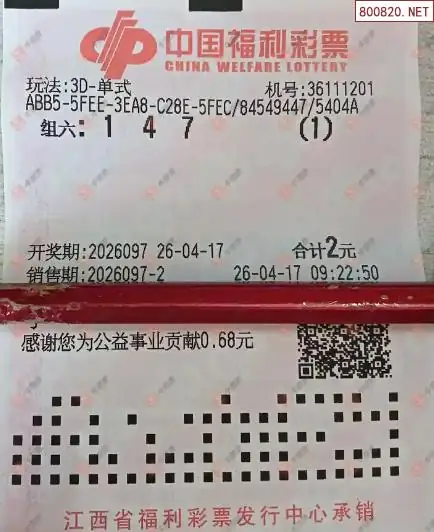 800820.NET
中国福利彩票
CHINA WELFARE LOTTERY
玩法:3D-单式 机号:36111201
ABB5-5FEE-3EA8-C28E-5FEC/84549447/5404A
组六: 1 4 7 (1)
开奖期:2026097 26-04-17 合计2元
销售期:2026097-2 26-04-17 09:22:50
感谢您为公益事业贡献0.68元
江西省福利彩票发行中心承销